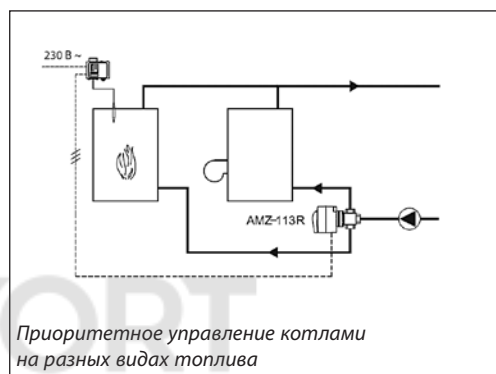 230 В ~
AMZ-113R
Приоритетное управление котлами
на разных видах топлива